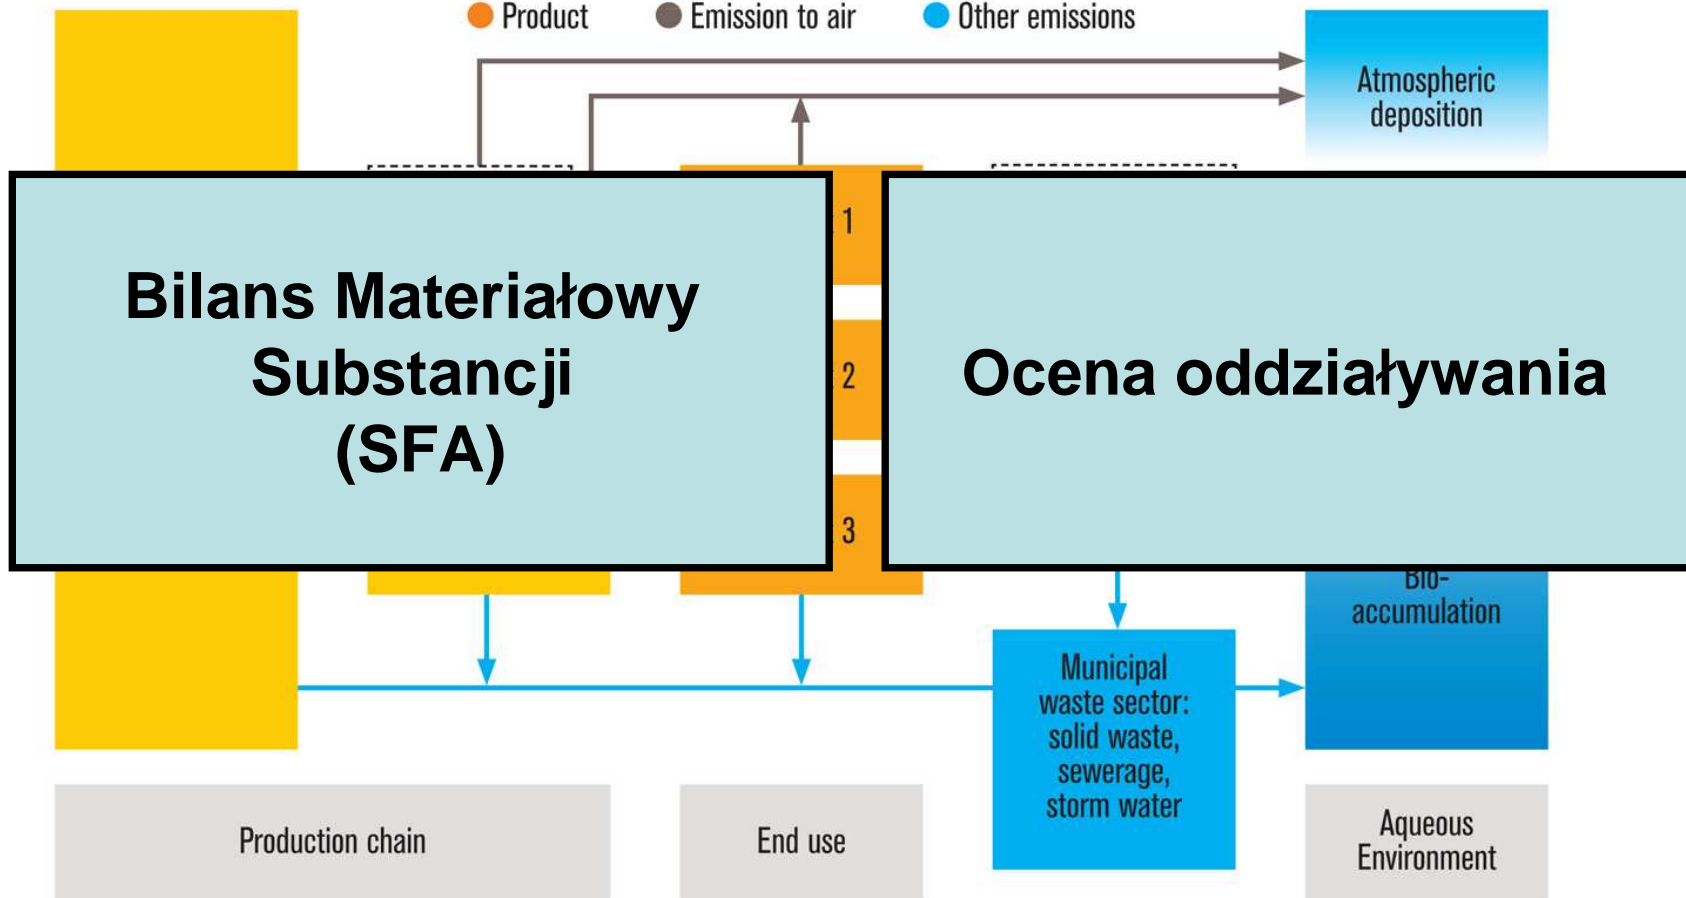 Product
Emission to air
Other emissions
Atmospheric
deposition
Bilans Materiałowy
Substancji
(SFA)
1
2
3
Ocena oddziaływania
Bio-
accumulation
Municipal
waste sector:
solid waste,
sewerage,
storm water
Production chain
End use
Aqueous
Environment